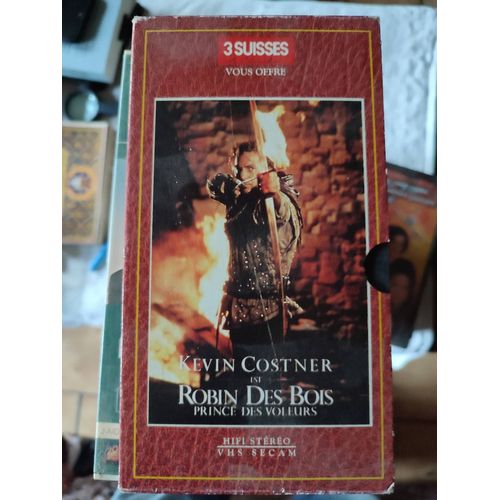 3 SUISSES
VOUS OFFRE
KEVIN COSTNER
EST
ROBIN DES BOIS
PRINCE DES VOLEURS
HIFI STÉRÉO
VHS SECAM